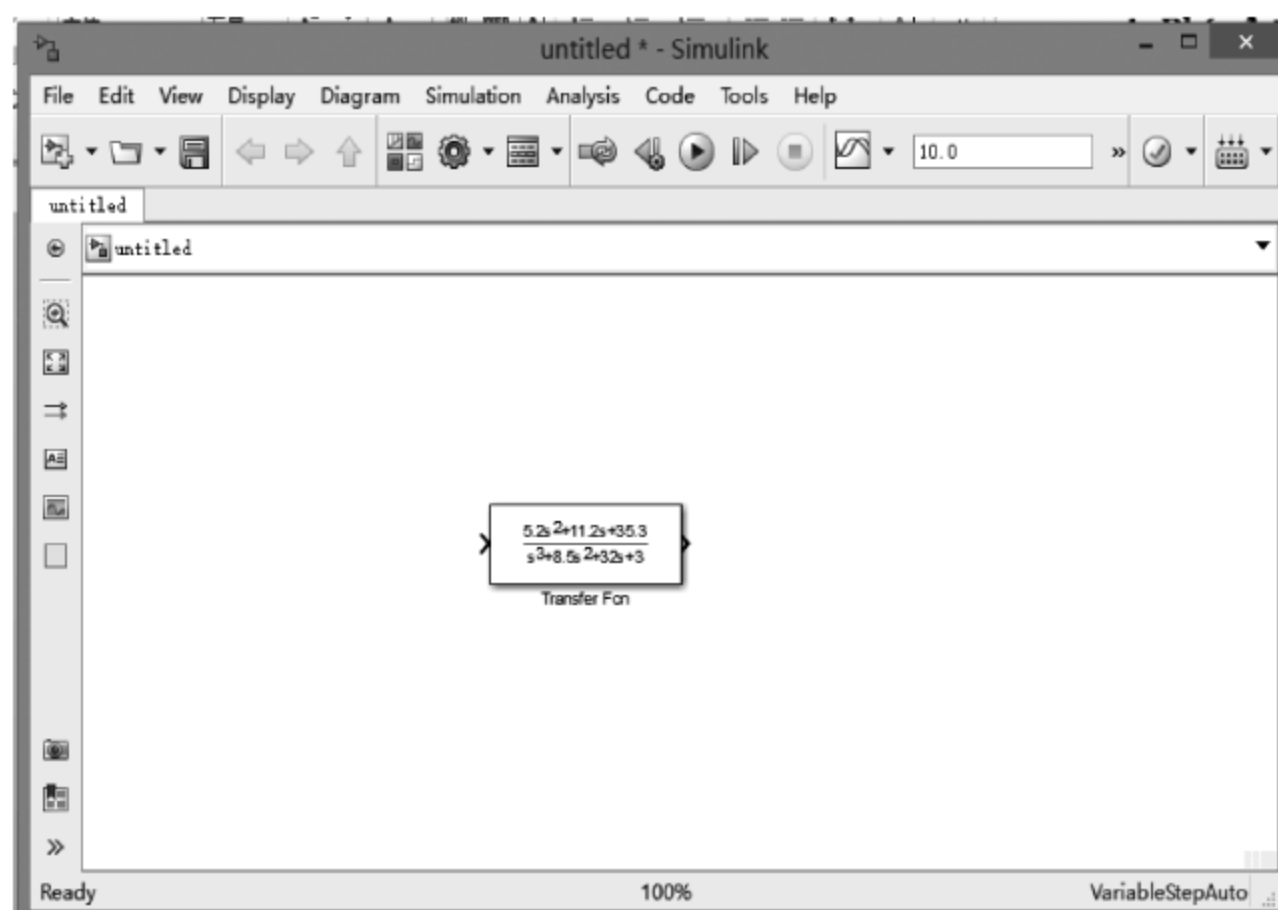 untitled * - Simulink
File Edit View Display Diagram Simulation Analysis Code Tools Help
10.0
untitled
untitled
5.2s²+11.2s+35.3
s³+8.5s²+32s+3
Transfer Fcn
Ready 100% VariableStepAuto